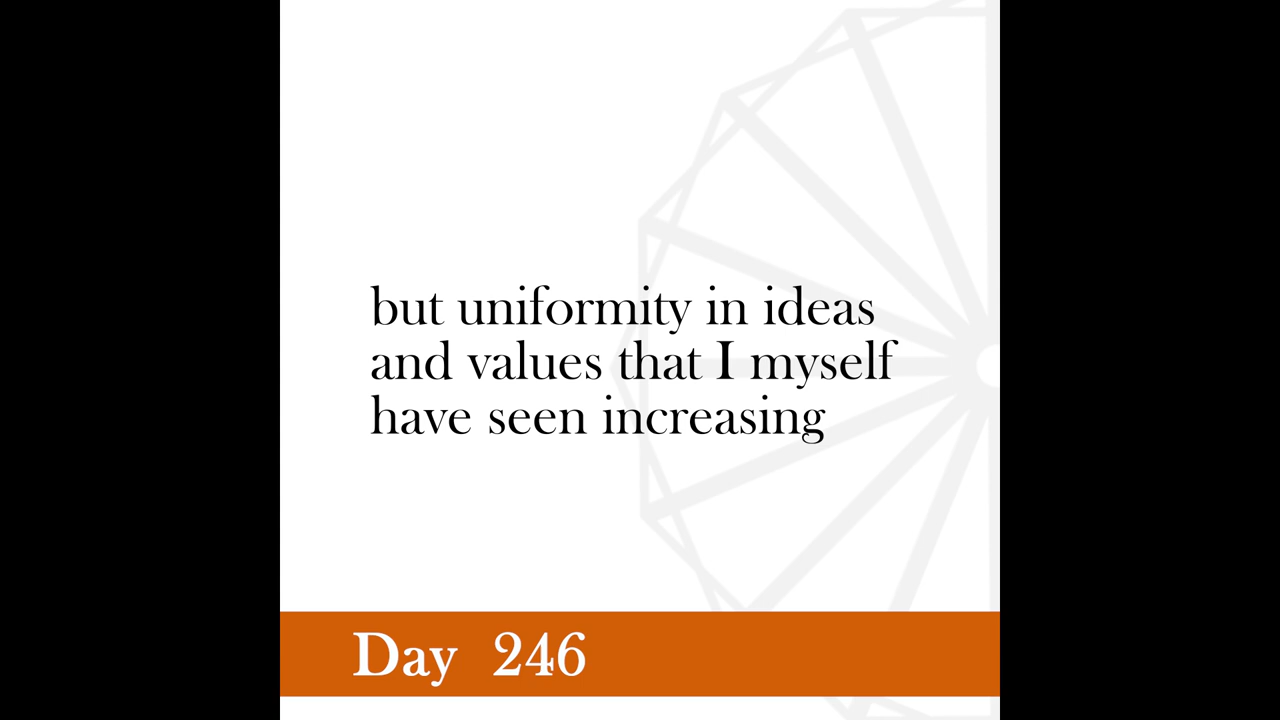 but uniformity in ideas
and values that I myself
have seen increasing
Day 246